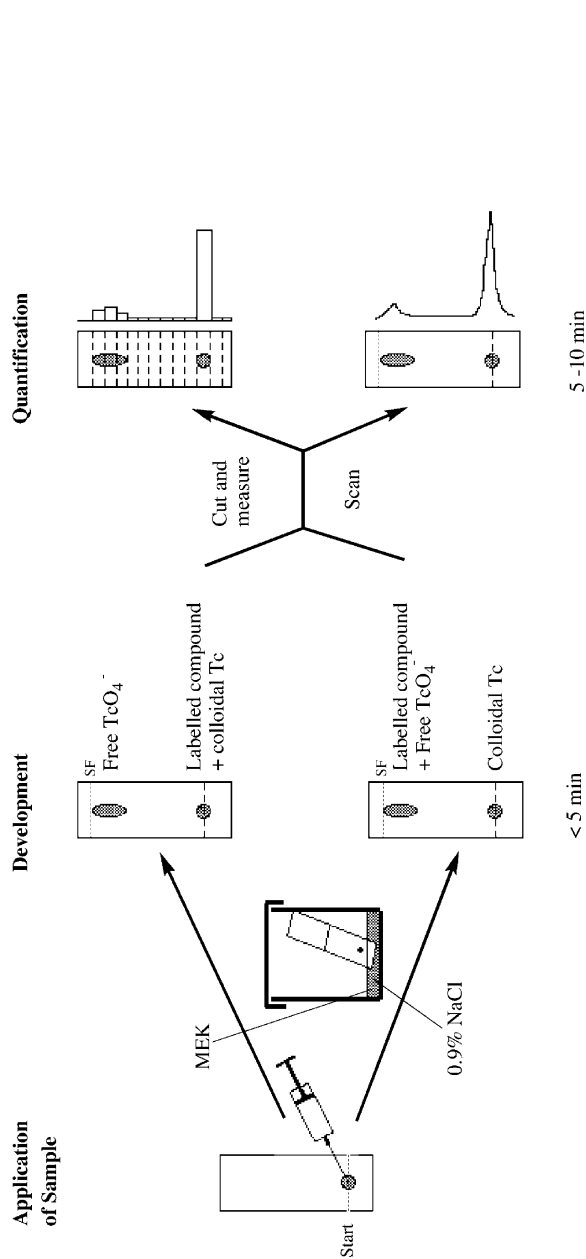 Application
of Sample
Start
MEK
0.9% NaCl
Development
SF
Free TcO4-
Labelled compound
+ colloidal Tc
SF
Labelled compound
+ Free TcO4-
Colloidal Tc
< 5 min
Cut and
measure
Scan
Quantification
5 -10 min